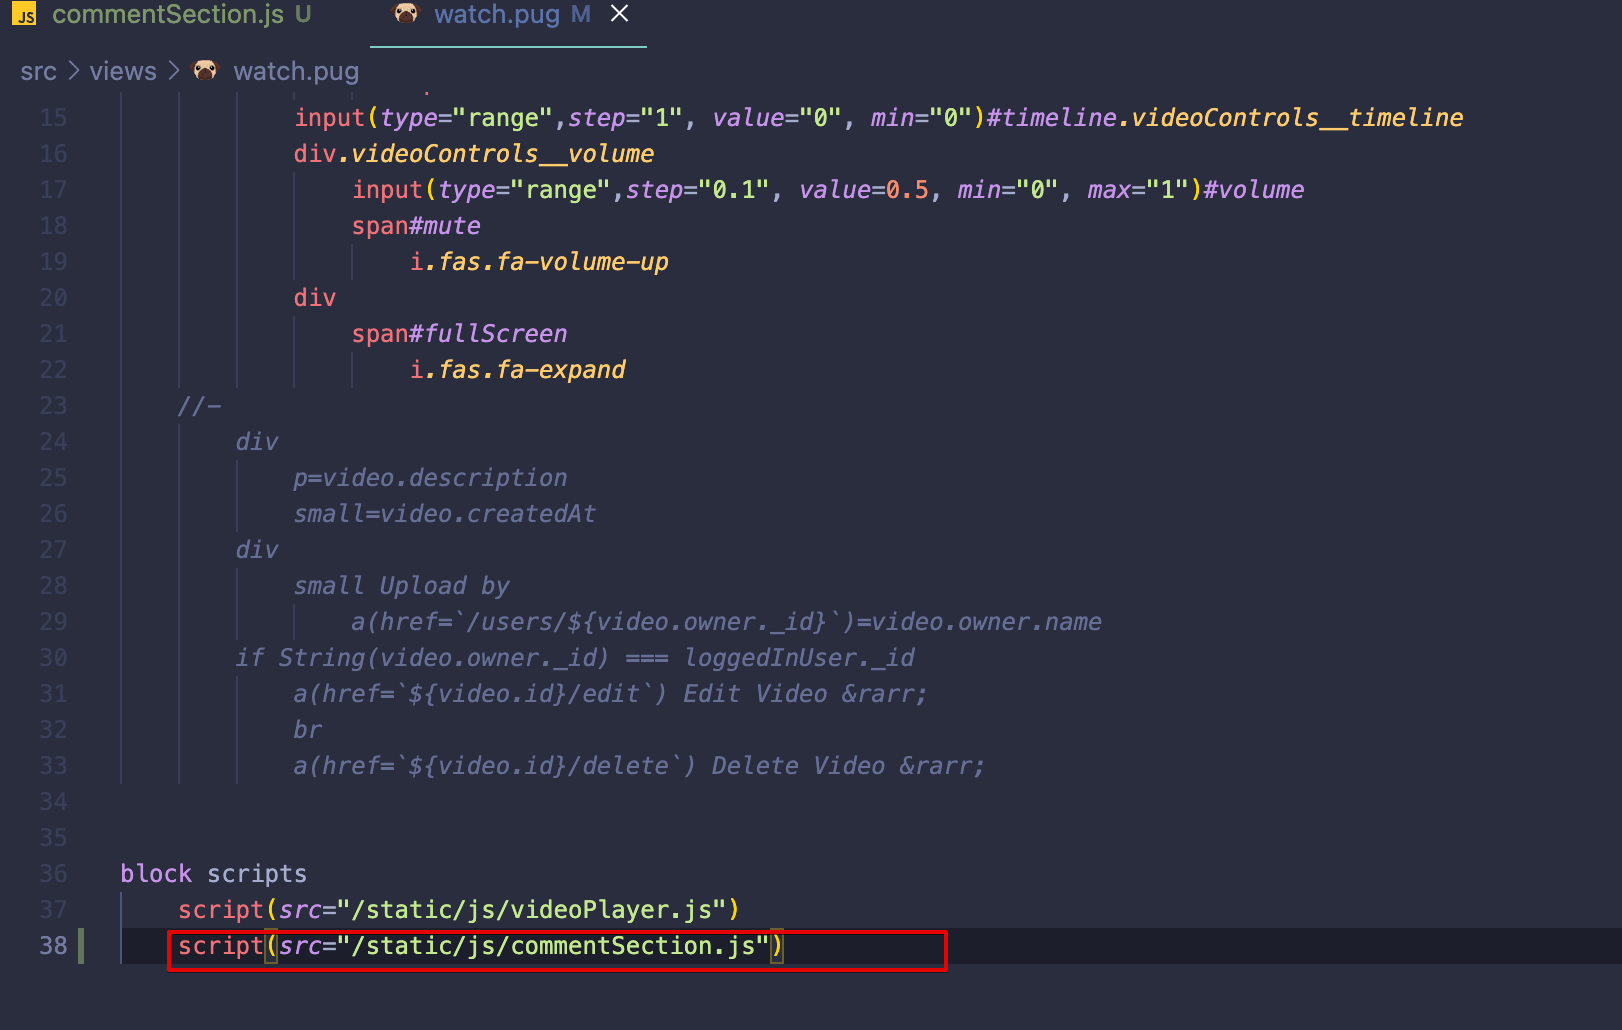 JS commentSection.js U watch.pug M ×
src > views > watch.pug
15 input(type="range",step="1", value="0", min="0")#timeline.videoControls__timeline
16 div.videoControls__volume
17 input(type="range",step="0.1", value=0.5, min="0", max="1")#volume
18 span#mute
19 i.fas.fa-volume-up
20 div
21 span#fullScreen
22 i.fas.fa-expand
23 //-
24 div
25 p=video.description
26 small=video.createdAt
27 div
28 small Upload by
29 a(href=`/users/${video.owner._id}`)=video.owner.name
30 if String(video.owner._id) === loggedInUser._id
31 a(href=`${video.id}/edit`) Edit Video &rarr;
32 br
33 a(href=`${video.id}/delete`) Delete Video &rarr;
34
35
36 block scripts
37 script(src="/static/js/videoPlayer.js")
38 script(src="/static/js/commentSection.js")